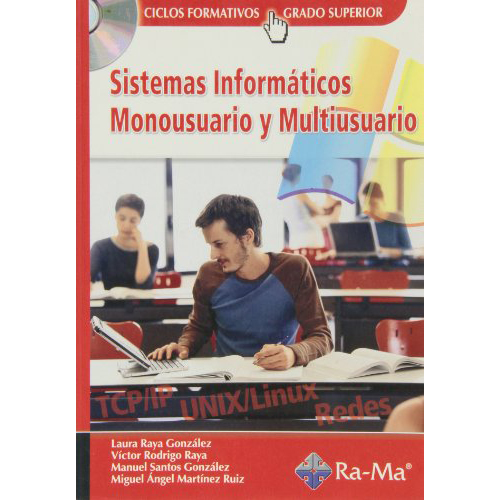 CICLOS FORMATIVOS GRADO SUPERIOR
Sistemas Informáticos
Monousuario y Multiusuario
TCP/IP UNIX/Linux Redes
Laura Raya González
Víctor Rodrigo Raya
Manuel Santos González
Miguel Ángel Martínez Ruiz
Ra-Ma®